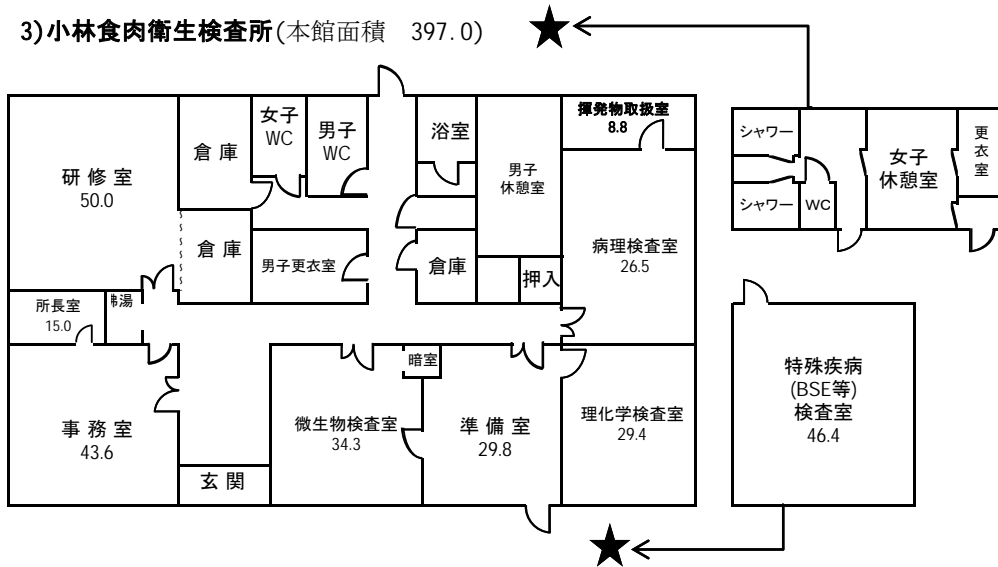 3)小林食肉衛生検査所(本館面積 397.0)
研修室
50.0
倉庫
女子
WC
男子
WC
浴室
男子
休憩室
揮発物取扱室
8.8
シャワー
シャワー
WC
女子
休憩室
更
衣
室
倉庫
男子更衣室
倉庫
押入
病理検査室
26.5
所長室
15.0
沸湯
事務室
43.6
玄関
微生物検査室
34.3
暗室
準備室
29.8
理化学検査室
29.4
特殊疾病
(BSE等)
検査室
46.4